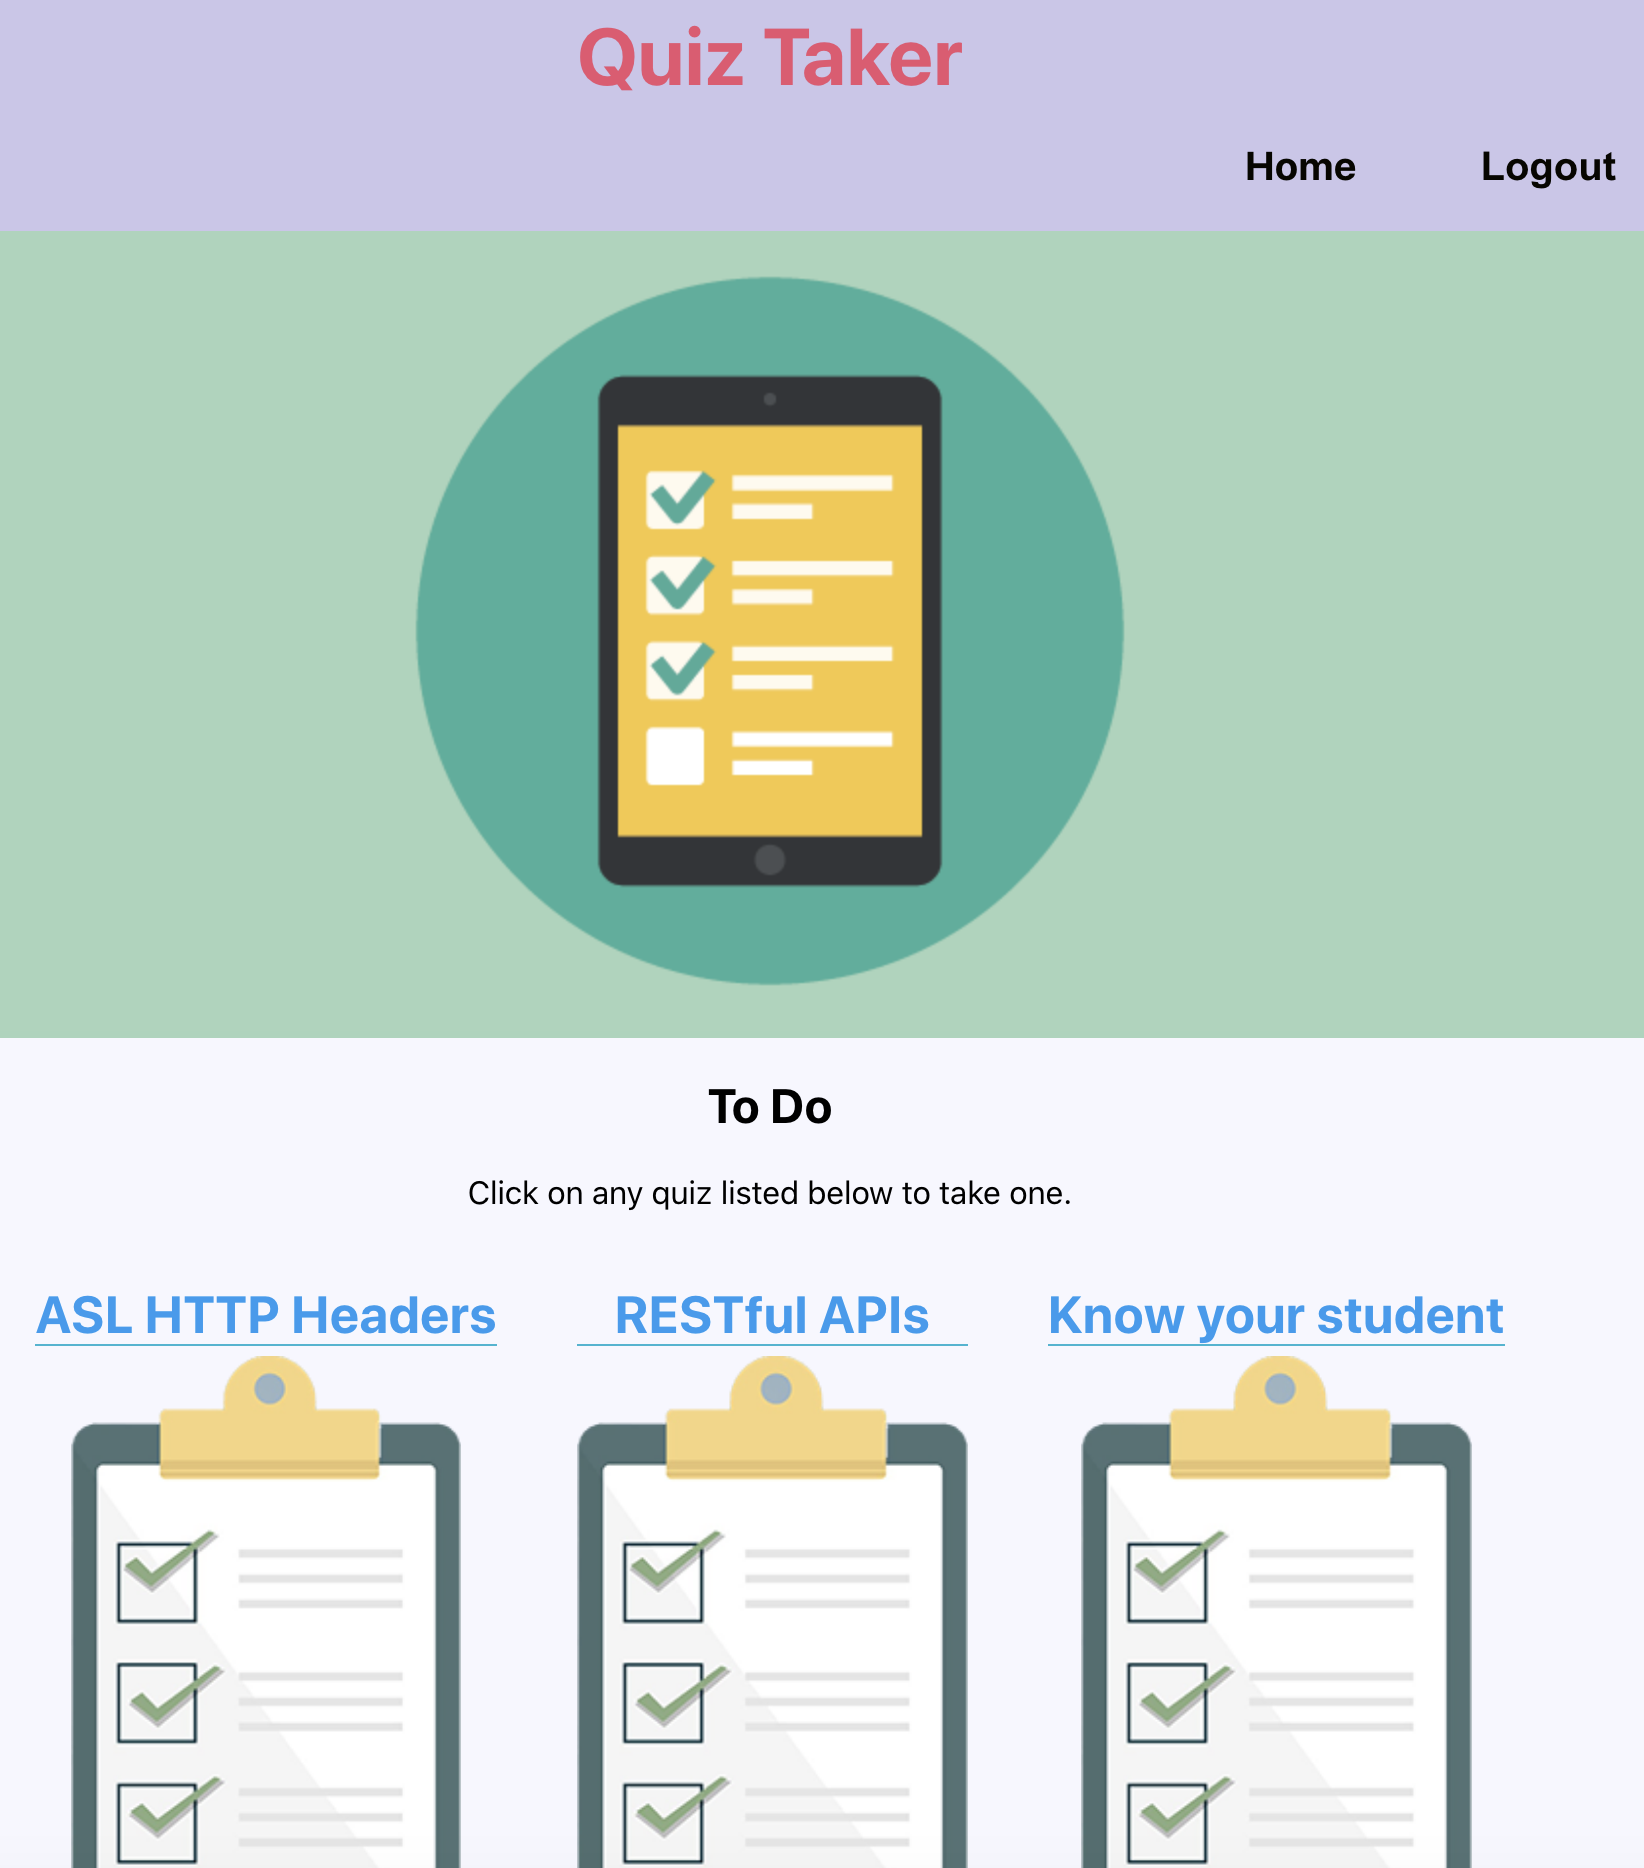 Quiz Taker
Home Logout
To Do
Click on any quiz listed below to take one.
ASL HTTP Headers RESTful APIs Know your student